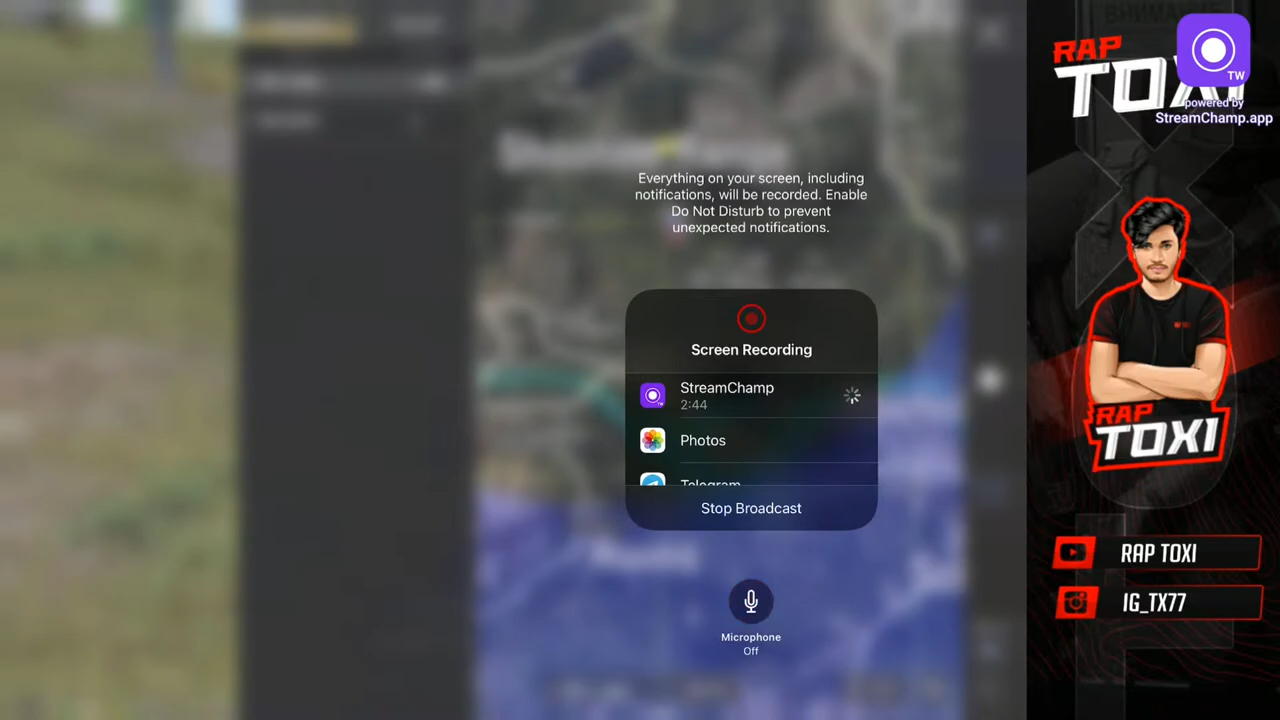 Everything on your screen, including
notifications, will be recorded. Enable
Do Not Disturb to prevent
unexpected notifications.
Screen Recording
StreamChamp
2:44
Photos
Telegram
Stop Broadcast
Microphone
Off
ВНИМАНИЕ
RAP
TOXI
TW
powered by
StreamChamp.app
RAP
TOXI
RAP TOXI
IG_TX77